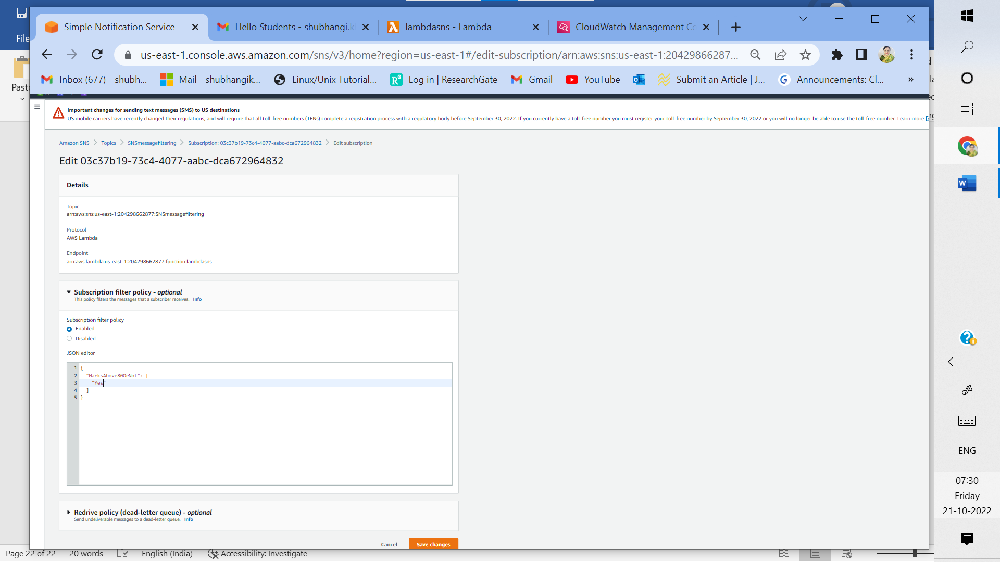 File
Paste
Simple Notification Service
Hello Students - shubhangi.k
lambdasns - Lambda
CloudWatch Management Co
us-east-1.console.aws.amazon.com/sns/v3/home?region=us-east-1#/edit-subscription/arn:aws:sns:us-east-1:20429866287...
Inbox (677) - shubh...
Mail - shubhangik...
Linux/Unix Tutorial...
Log in | ResearchGate
Gmail
YouTube
Submit an Article | J...
Announcements: Cl...
»
Important changes for sending text messages (SMS) to US destinations
US mobile carriers have recently changed their regulations, and will require that all toll-free numbers (TFNs) complete a registration process with a regulatory body before September 30, 2022. If you currently have a toll-free number you must register your toll-free number by September 30, 2022 or you will no longer be able to use the toll-free number. Learn more
Amazon SNS > Topics > SNSmessagefiltering > Subscription: 03c37b19-73c4-4077-aabc-dca672964832 > Edit subscription
Edit 03c37b19-73c4-4077-aabc-dca672964832
Details
Topic
arn:aws:sns:us-east-1:204298662877:SNSmessagefiltering
Protocol
AWS Lambda
Endpoint
arn:aws:lambda:us-east-1:204298662877:function:lambdasns
Subscription filter policy - optional
This policy filters the messages that a subscriber receives. Info
Subscription filter policy
Enabled
Disabled
JSON editor
1 {
2 "MarksAbove80OrNot": [
3 "Yes"
4 ]
5 }
Redrive policy (dead-letter queue) - optional
Send undeliverable messages to a dead-letter queue. Info
Cancel
Save changes
Page 22 of 22
20 words
English (India)
Accessibility: Investigate
ENG
07:30
Friday
21-10-2022